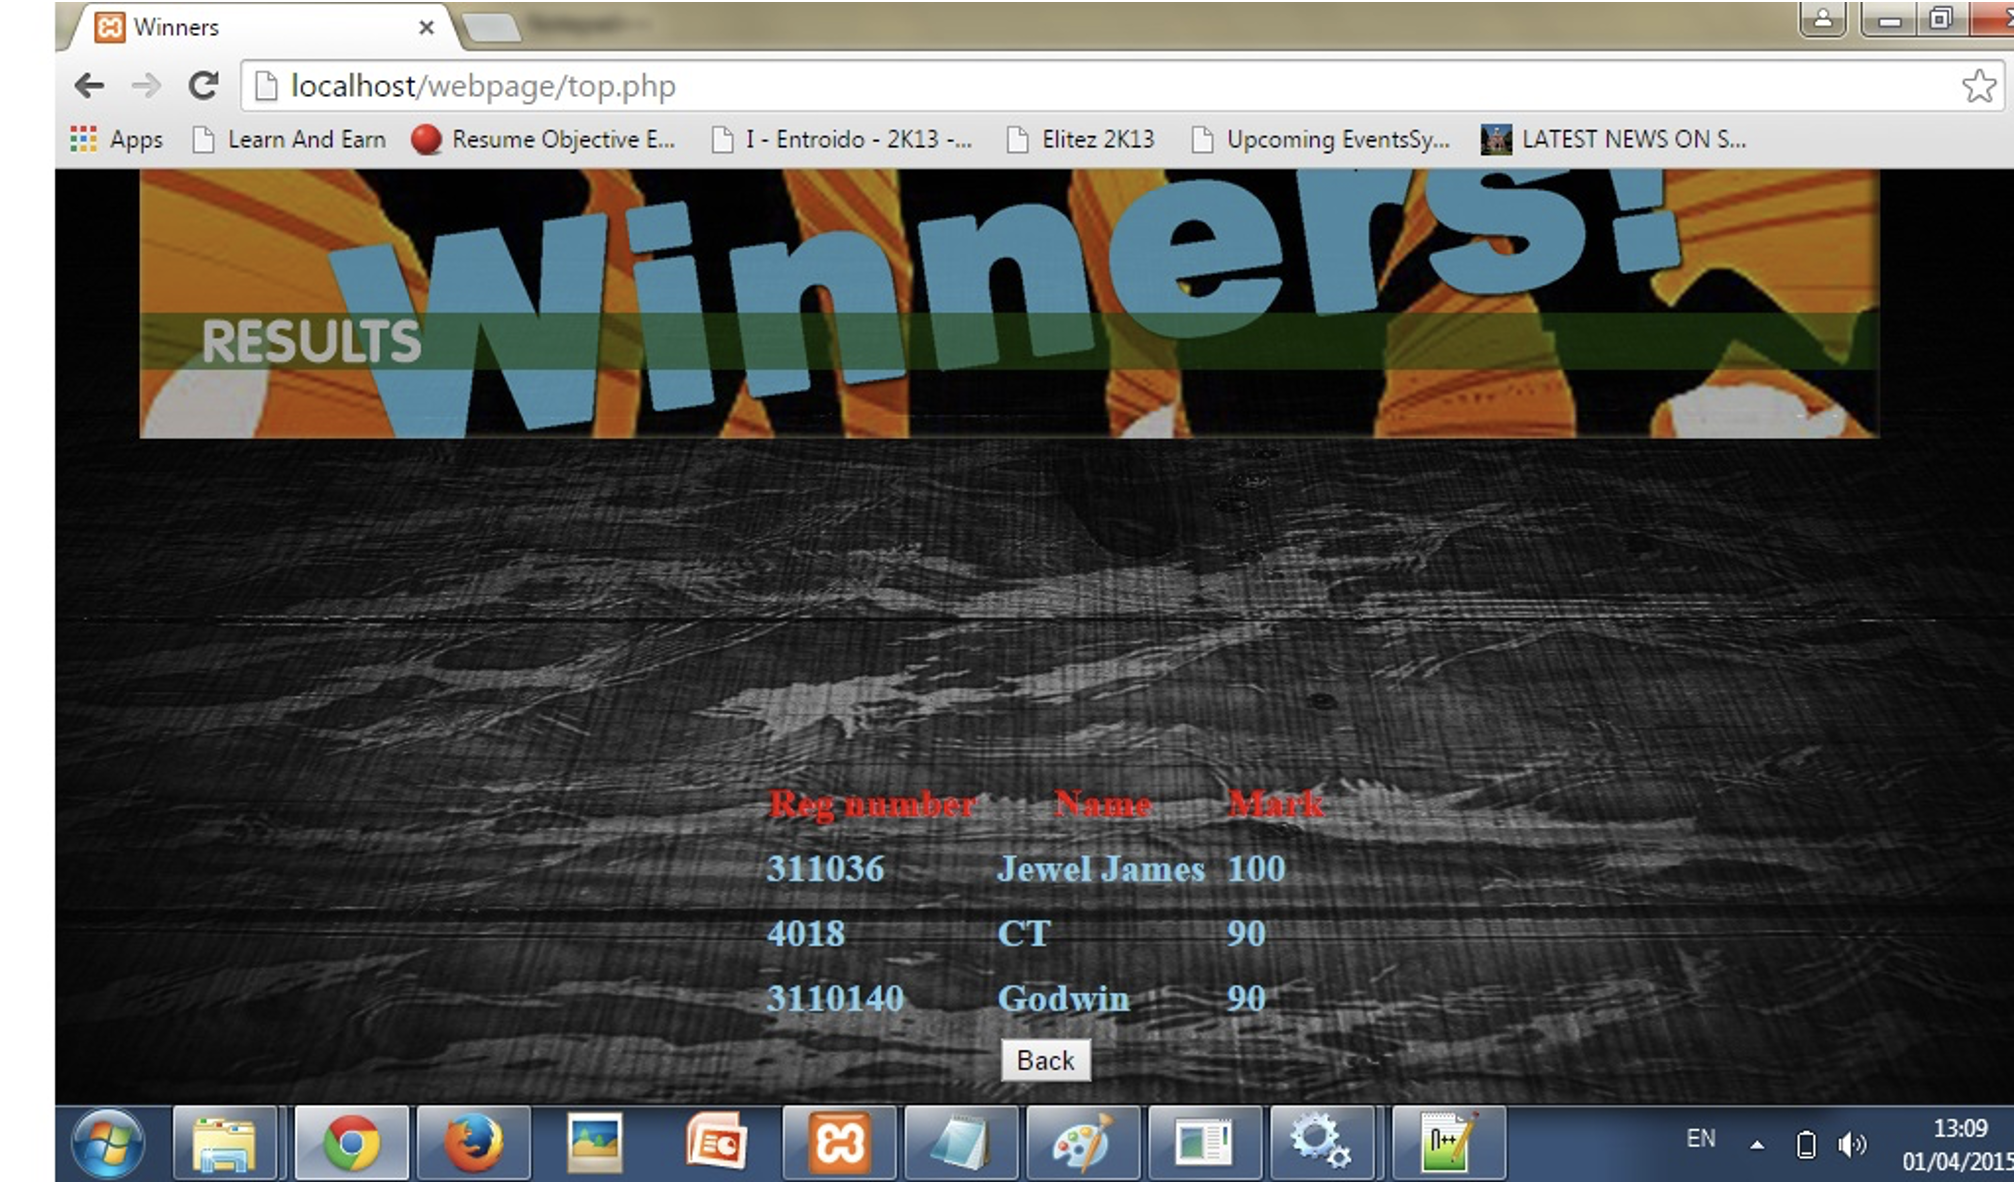 Winners
localhost/webpage/top.php
Apps Learn And Earn Resume Objective E... I - Entroido - 2K13 -... Elitez 2K13 Upcoming EventsSy... LATEST NEWS ON S...
Winners!
RESULTS
Reg number Name Mark
311036 Jewel James 100
4018 CT 90
3110140 Godwin 90
Back
EN 13:09
01/04/2015